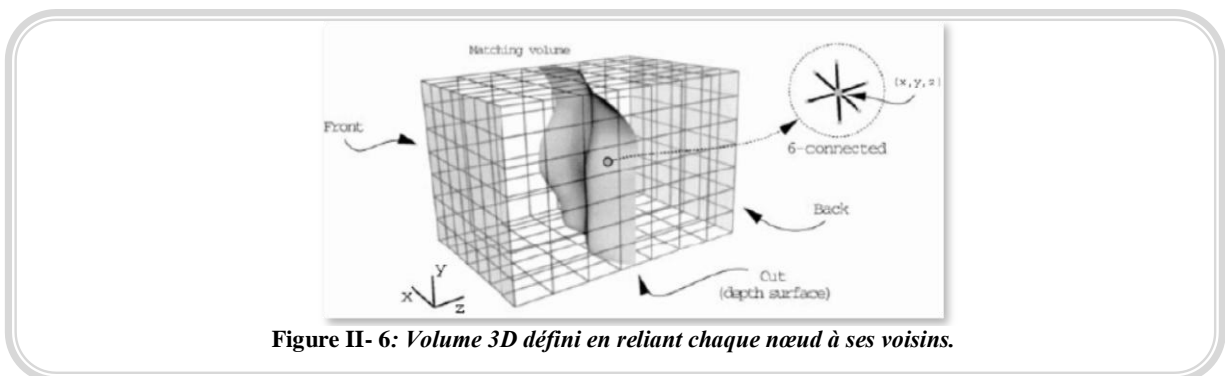 Matching volume
(x,y,z)
Front
6-connected
Back
Y
X
Z
Cut
(depth surface)
Figure II- 6: Volume 3D défini en reliant chaque nœud à ses voisins.